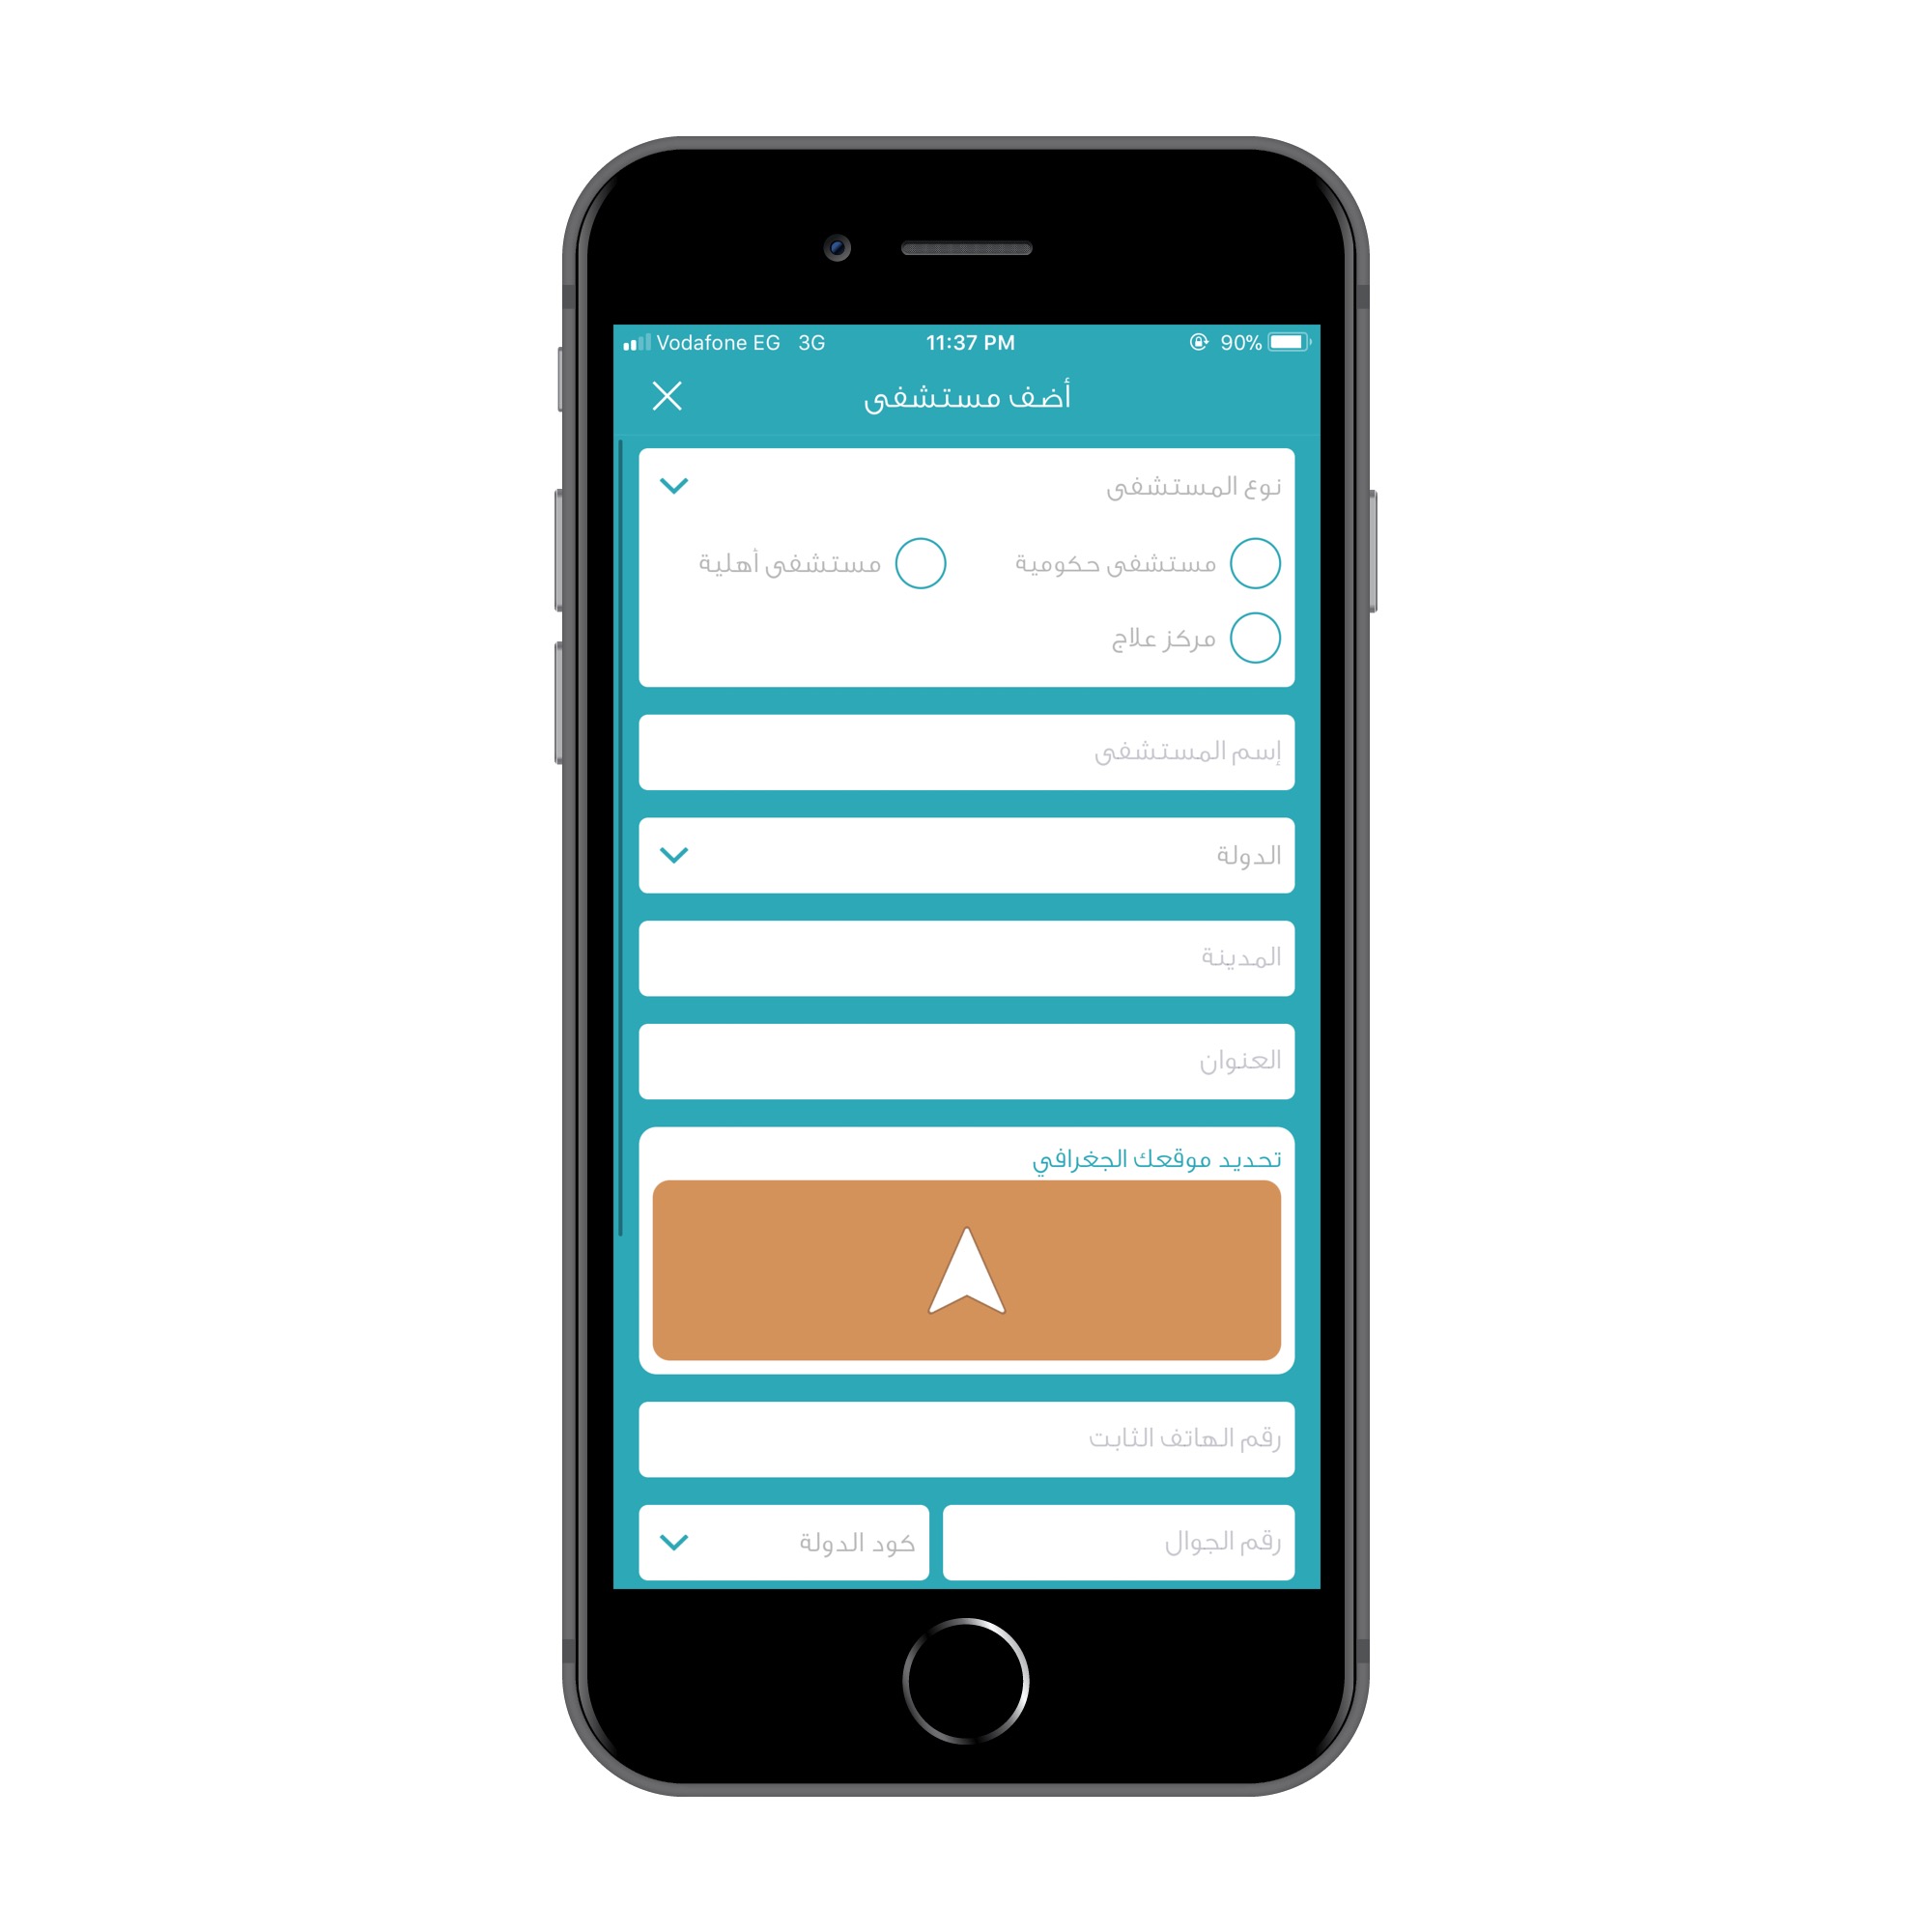 Vodafone EG 3G 11:37 PM 90%
أضف مستشفى
نوع المستشفى
مستشفى حكومية مستشفى أهلية
مركز علاج
إسم المستشفى
الدولة
المدينة
العنوان
تحديد موقعك الجغرافي
رقم الهاتف الثابت
رقم الجوال كود الدولة